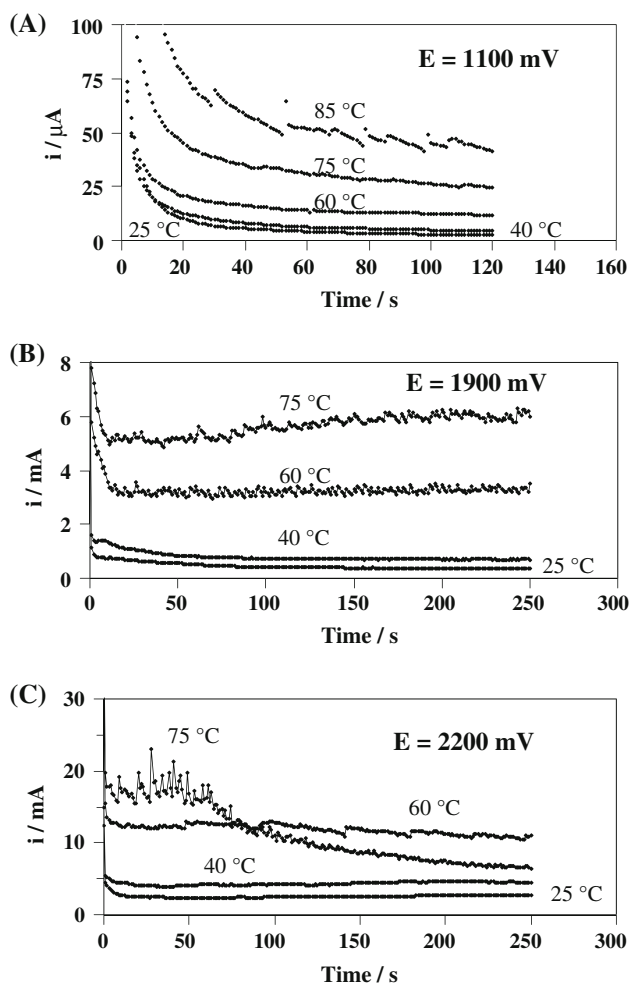 (A)
E = 1100 mV
i / µA
100
75
50
25
0
85 °C
75 °C
60 °C
25 °C
40 °C
0 20 40 60 80 100 120 140 160
Time / s
(B)
E = 1900 mV
i / mA
8
6
4
2
0
75 °C
60 °C
40 °C
25 °C
0 50 100 150 200 250 300
Time / s
(C)
E = 2200 mV
i / mA
30
20
10
0
75 °C
60 °C
40 °C
25 °C
0 50 100 150 200 250 300
Time / s